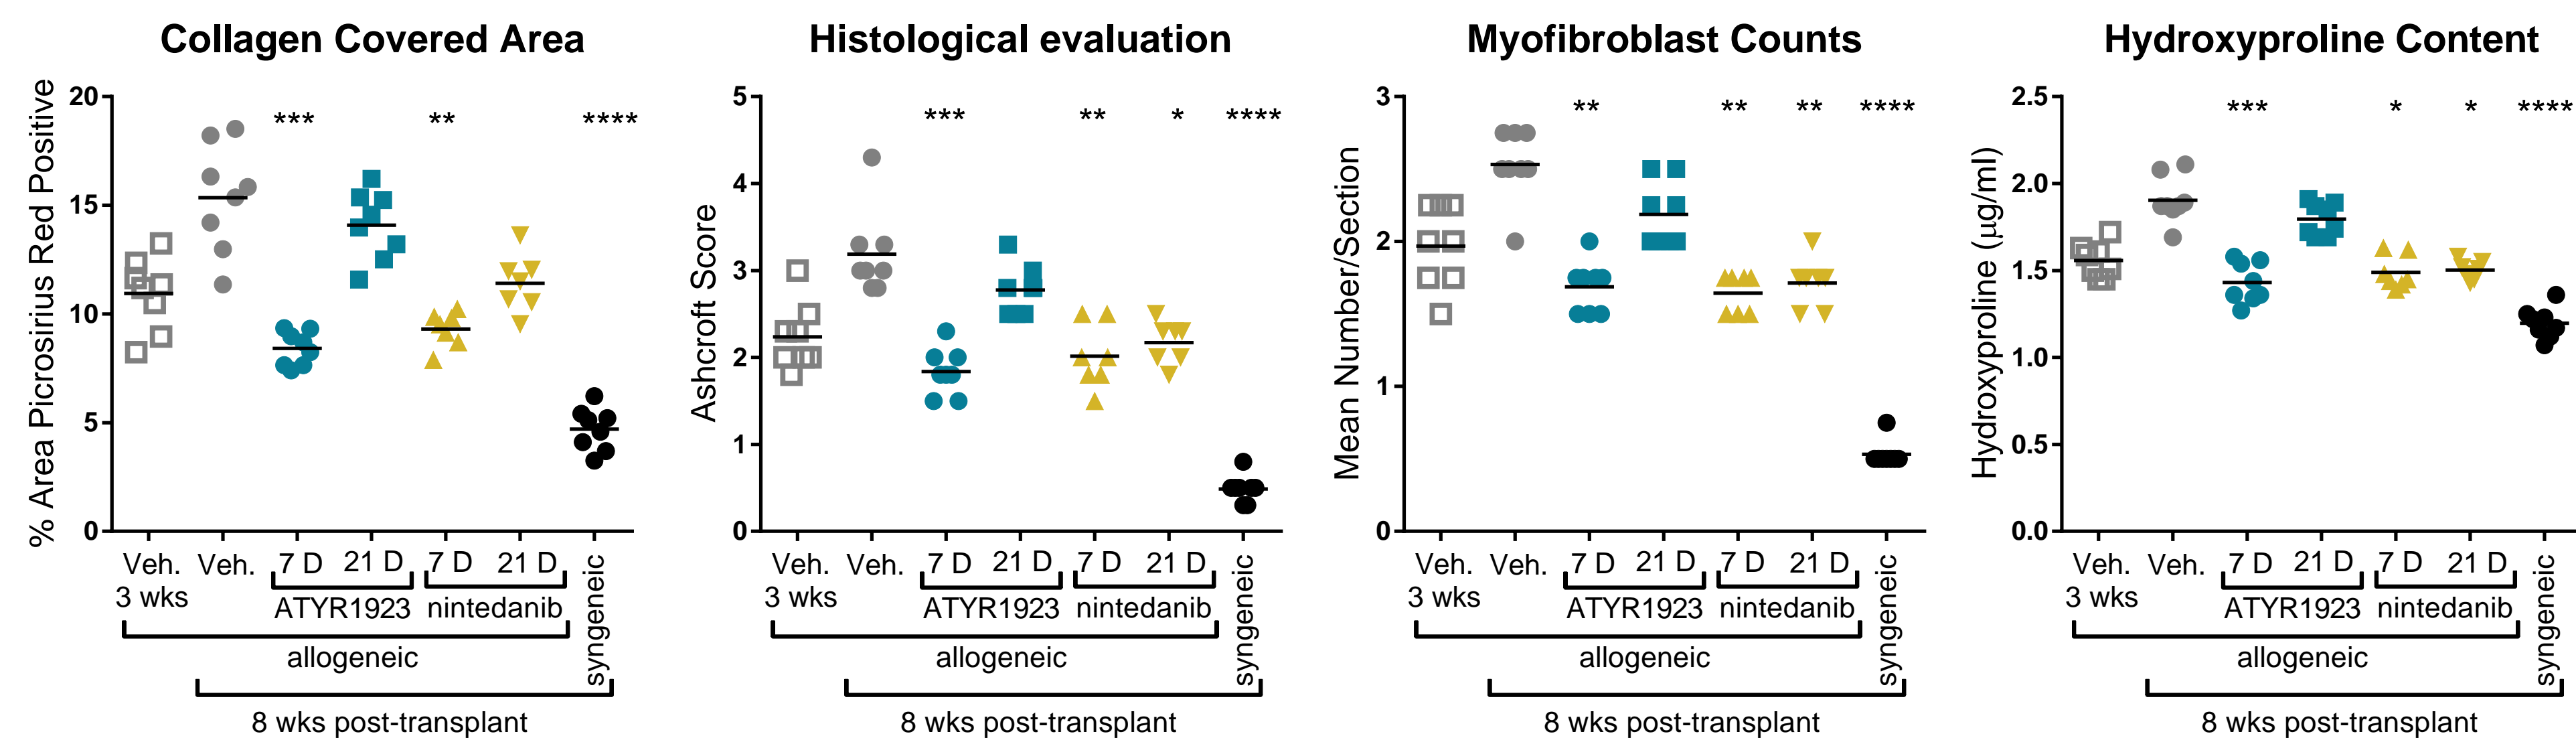 Collagen Covered Area
% Area Picrosirius Red Positive
20
15
10
5
0
*** ** ****
Veh. 3 wks
Veh.
7 D 21 D 7 D 21 D
ATYR1923 nintedanib
syngeneic
allogeneic
8 wks post-transplant
Histological evaluation
Ashcroft Score
5
4
3
2
1
0
*** ** * ****
Veh. 3 wks
Veh.
7 D 21 D 7 D 21 D
ATYR1923 nintedanib
syngeneic
allogeneic
8 wks post-transplant
Myofibroblast Counts
Mean Number/Section
3
2
1
0
** ** ** ****
Veh. 3 wks
Veh.
7 D 21 D 7 D 21 D
ATYR1923 nintedanib
syngeneic
allogeneic
8 wks post-transplant
Hydroxyproline Content
Hydroxyproline (µg/ml)
2.5
2.0
1.5
1.0
0.5
0.0
*** * * ****
Veh. 3 wks
Veh.
7 D 21 D 7 D 21 D
ATYR1923 nintedanib
syngeneic
allogeneic
8 wks post-transplant